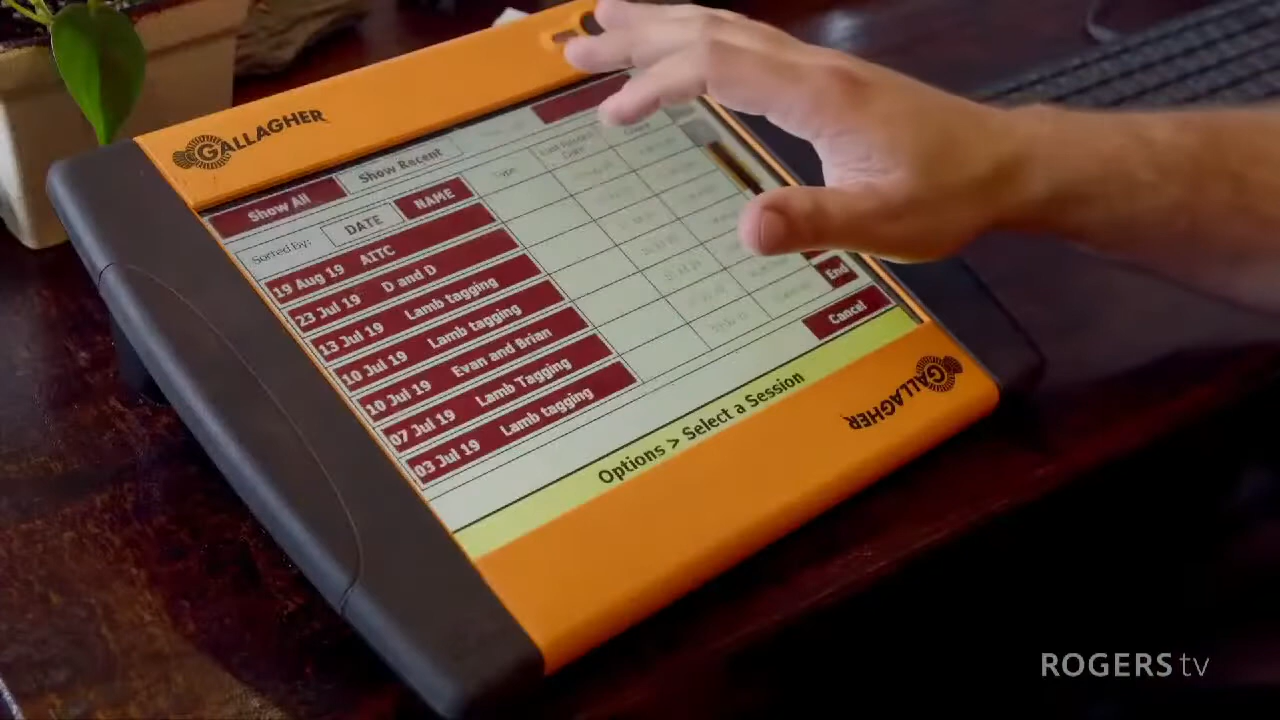 GALLAGHER
Show All
Show Recent
Sorted By:
DATE
NAME
Type
19 Aug 19 AITC
23 Jul 19 D and D
13 Jul 19 Lamb tagging
10 Jul 19 Lamb tagging
10 Jul 19 Evan and Brian
07 Jul 19 Lamb Tagging
03 Jul 19 Lamb tagging
End
Cancel
Options > Select a Session
GALLAGHER
ROGERS tv